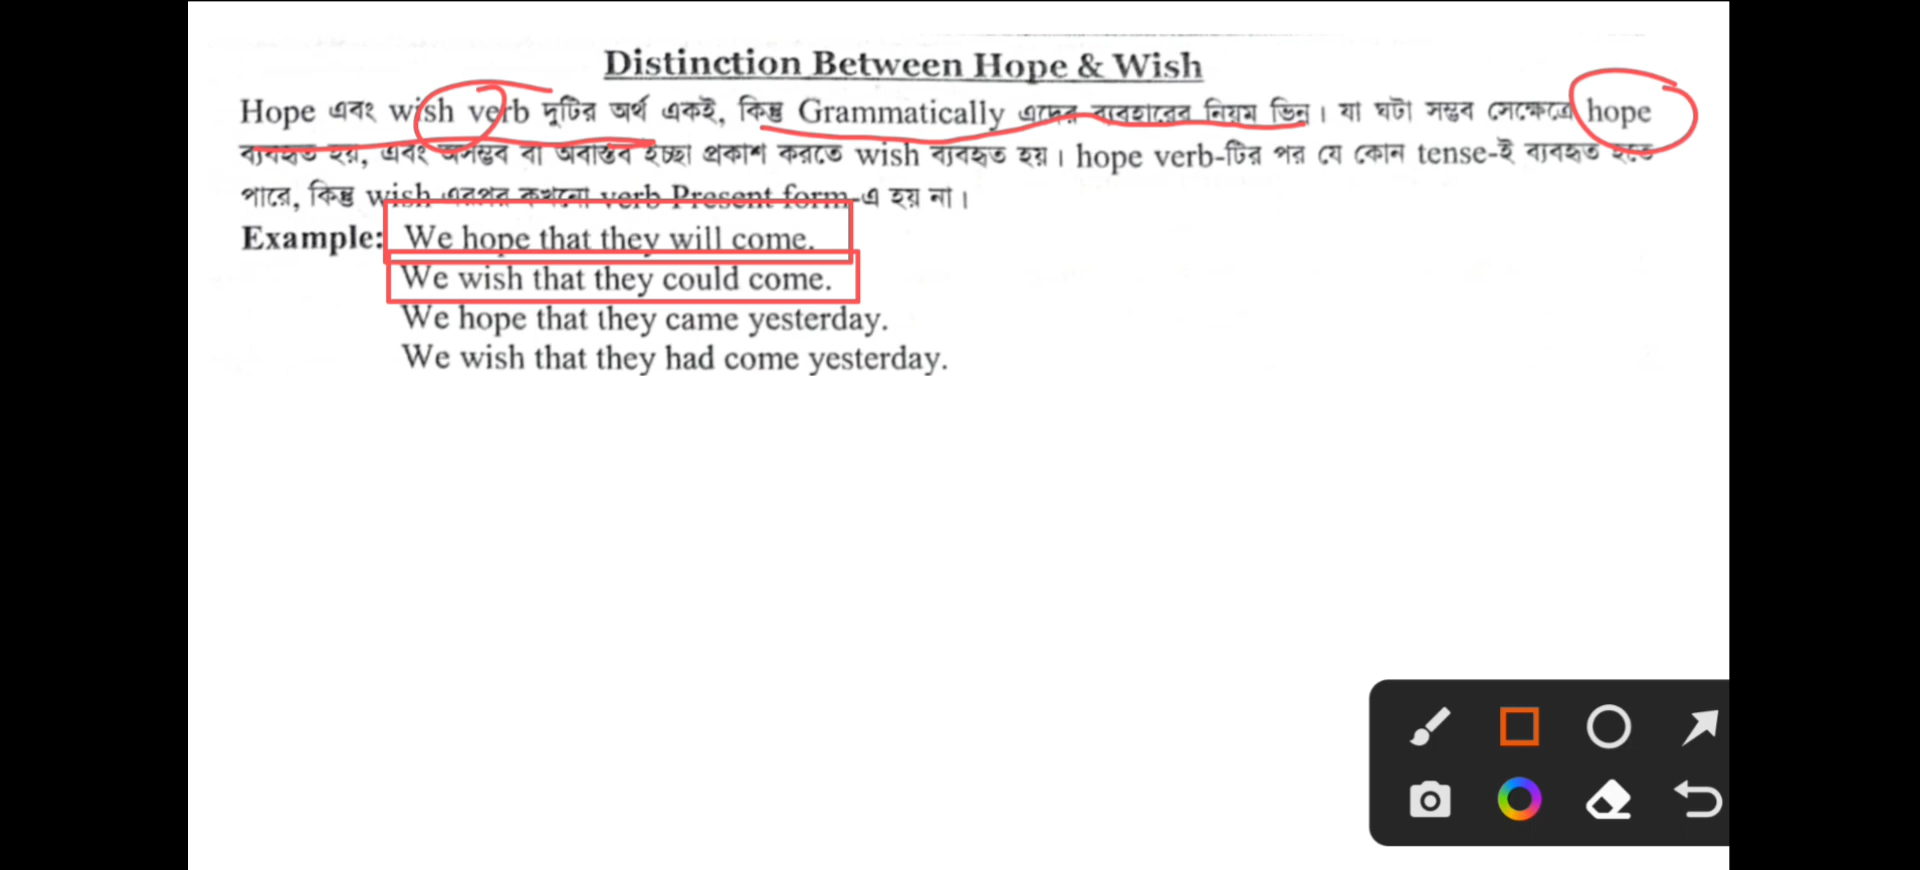 Distinction Between Hope & Wish
Hope এবং wish verb দুটির অর্থ একই, কিন্তু Grammatically এদের ব্যবহারের নিয়ম ভিন্ন। যা ঘটা সম্ভব সেক্ষেত্রে hope
ব্যবহৃত হয়, এবং অসম্ভব বা অবাস্তব ইচ্ছা প্রকাশ করতে wish ব্যবহৃত হয়। hope verb-টির পর যে কোন tense-ই ব্যবহৃত হতে
পারে, কিন্তু wish এরপর কখনো verb Present form-এ হয় না।
Example: We hope that they will come.
We wish that they could come.
We hope that they came yesterday.
We wish that they had come yesterday.